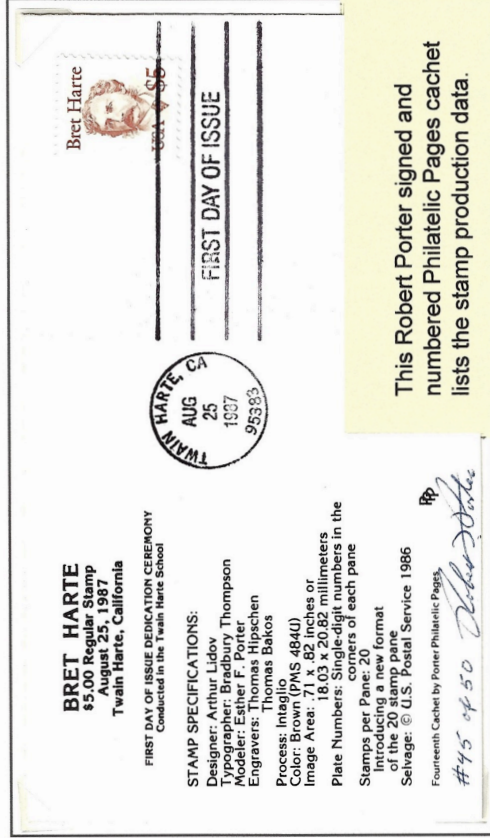 BRET HARTE
$5.00 Regular Stamp
August 25, 1987
Twain Harte, California
FIRST DAY OF ISSUE DEDICATION CEREMONY
Conducted in the Twain Harte School
STAMP SPECIFICATIONS:
Designer: Arthur Lidov
Typographer: Bradbury Thompson
Modeler: Esther F. Porter
Engravers: Thomas Hipschen
Thomas Bakos
Process: Intaglio
Color: Brown (PMS 484U)
Image Area: .71 x .82 inches or
18.03 x 20.82 millimeters
Plate Numbers: Single-digit numbers in the
corners of each pane
Stamps per Pane: 20
Introducing a new format
of the 20 stamp pane
Selvage: © U.S. Postal Service 1986
Fourteenth Cachet by Porter Philatelic Pages
PPP
#45 of 50 Robert J Porter
TWAIN HARTE, CA
AUG
25
1987
95383
FIRST DAY OF ISSUE
Bret Harte
USA $5
This Robert Porter signed and
numbered Philatelic Pages cachet
lists the stamp production data.